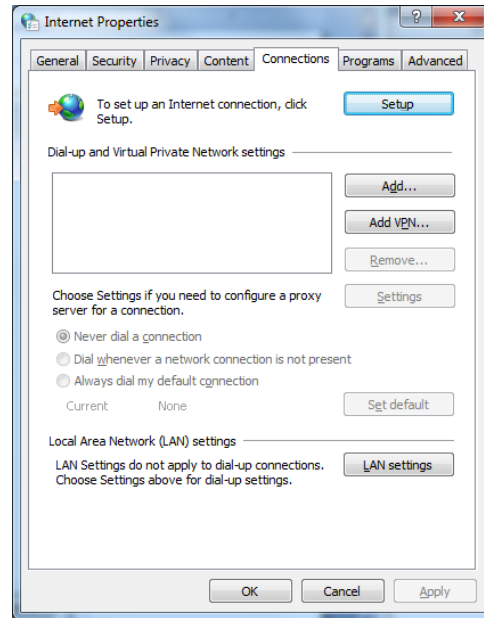 Internet Properties
?
General Security Privacy Content Connections Programs Advanced
To set up an Internet connection, click
Setup.
Setup
Dial-up and Virtual Private Network settings
Add...
Add VPN...
Remove...
Choose Settings if you need to configure a proxy
server for a connection.
Settings
Never dial a connection
Dial whenever a network connection is not present
Always dial my default connection
Current None
Set default
Local Area Network (LAN) settings
LAN Settings do not apply to dial-up connections.
Choose Settings above for dial-up settings.
LAN settings
OK Cancel Apply